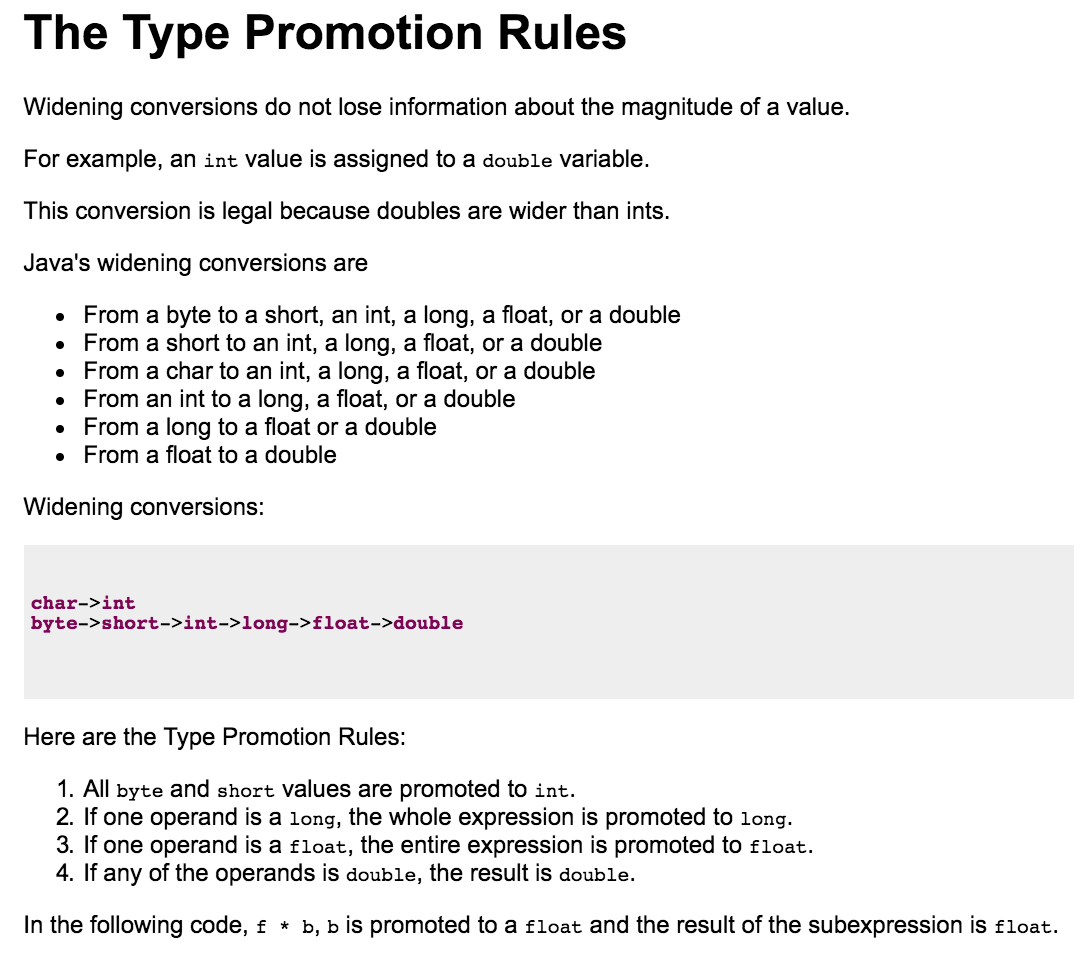 The Type Promotion Rules
Widening conversions do not lose information about the magnitude of a value.
For example, an int value is assigned to a double variable.
This conversion is legal because doubles are wider than ints.
Java's widening conversions are
• From a byte to a short, an int, a long, a float, or a double
• From a short to an int, a long, a float, or a double
• From a char to an int, a long, a float, or a double
• From an int to a long, a float, or a double
• From a long to a float or a double
• From a float to a double
Widening conversions:
char->int
byte->short->int->long->float->double
Here are the Type Promotion Rules:
1. All byte and short values are promoted to int.
2. If one operand is a long, the whole expression is promoted to long.
3. If one operand is a float, the entire expression is promoted to float.
4. If any of the operands is double, the result is double.
In the following code, f * b, b is promoted to a float and the result of the subexpression is float.